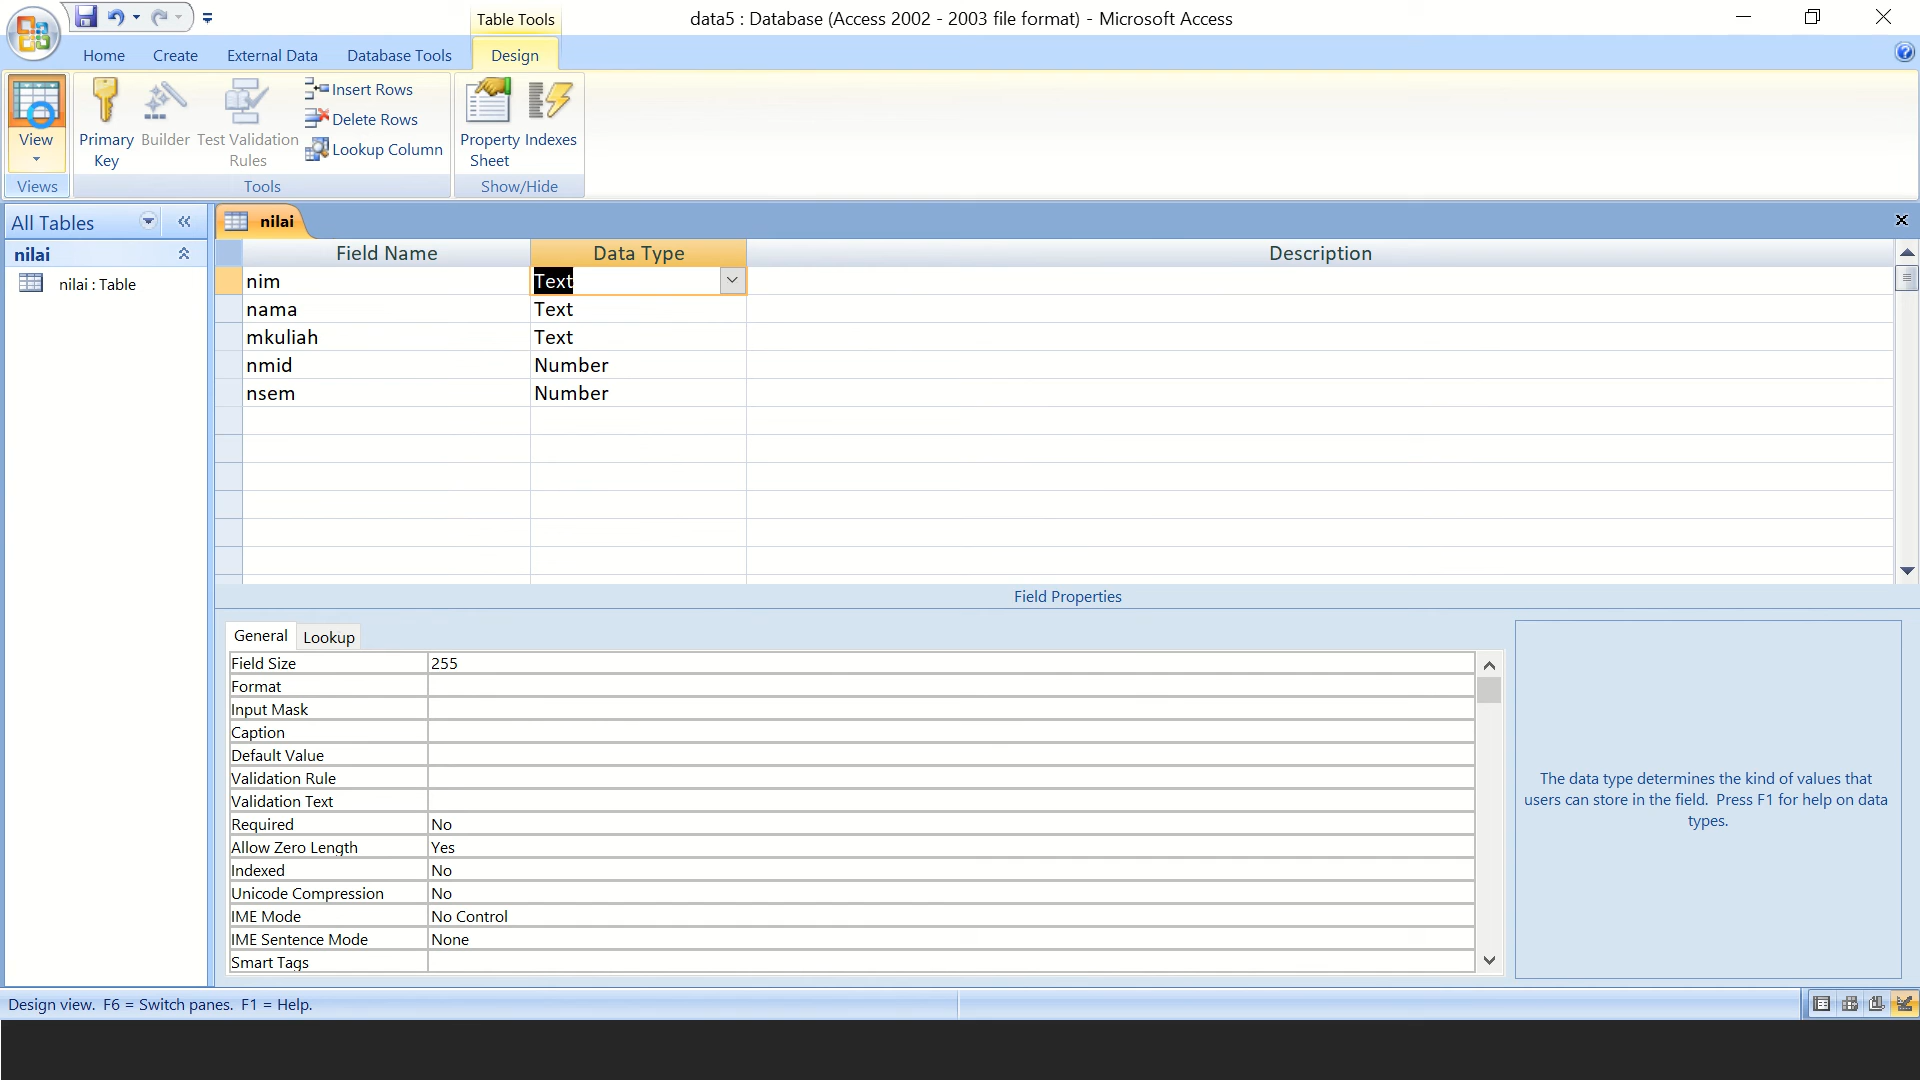 Table Tools
data5 : Database (Access 2002 - 2003 file format) - Microsoft Access
Home Create External Data Database Tools Design
View
Views
Primary Key
Builder
Test Validation Rules
Insert Rows
Delete Rows
Lookup Column
Tools
Property Sheet
Indexes
Show/Hide
All Tables
nilai
nilai : Table
nilai
Field Name Data Type Description
nim Text
nama Text
mkuliah Text
nmid Number
nsem Number
Field Properties
General Lookup
Field Size 255
Format
Input Mask
Caption
Default Value
Validation Rule
Validation Text
Required No
Allow Zero Length Yes
Indexed No
Unicode Compression No
IME Mode No Control
IME Sentence Mode None
Smart Tags
The data type determines the kind of values that
users can store in the field. Press F1 for help on data
types.
Design view. F6 = Switch panes. F1 = Help.